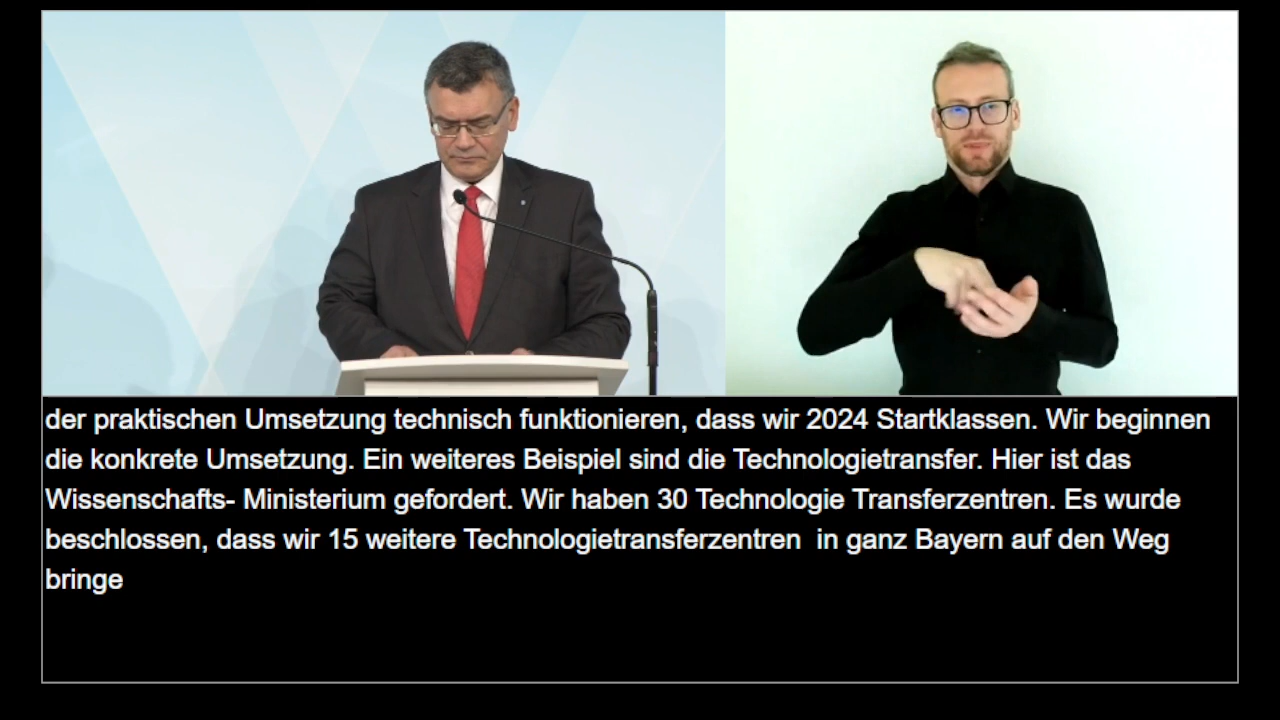 der praktischen Umsetzung technisch funktionieren, dass wir 2024 Startklassen. Wir beginnen
die konkrete Umsetzung. Ein weiteres Beispiel sind die Technologietransfer. Hier ist das
Wissenschafts- Ministerium gefordert. Wir haben 30 Technologie Transferzentren. Es wurde
beschlossen, dass wir 15 weitere Technologietransferzentren  in ganz Bayern auf den Weg
bringe